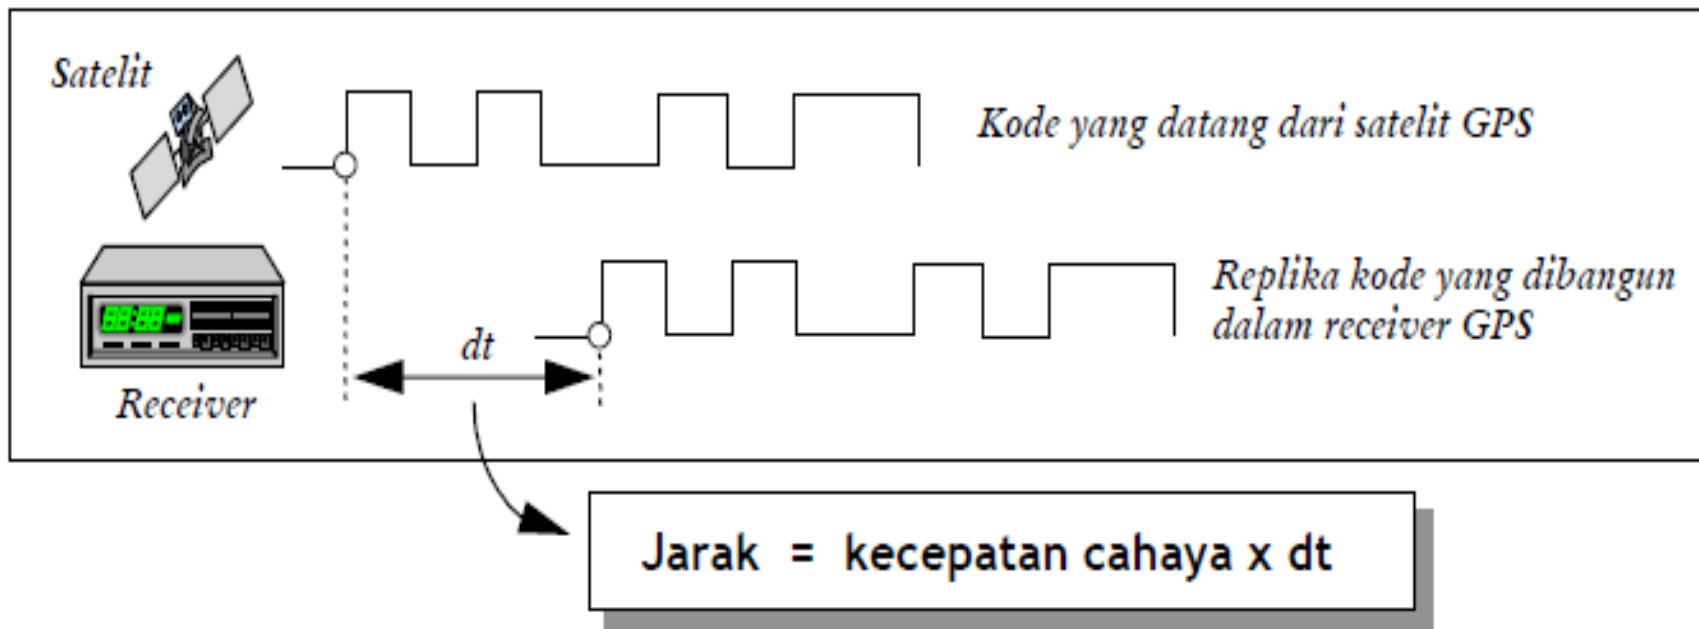 Satelit
Kode yang datang dari satelit GPS
Replika kode yang dibangun
dalam receiver GPS
dt
Receiver
Jarak = kecepatan cahaya x dt